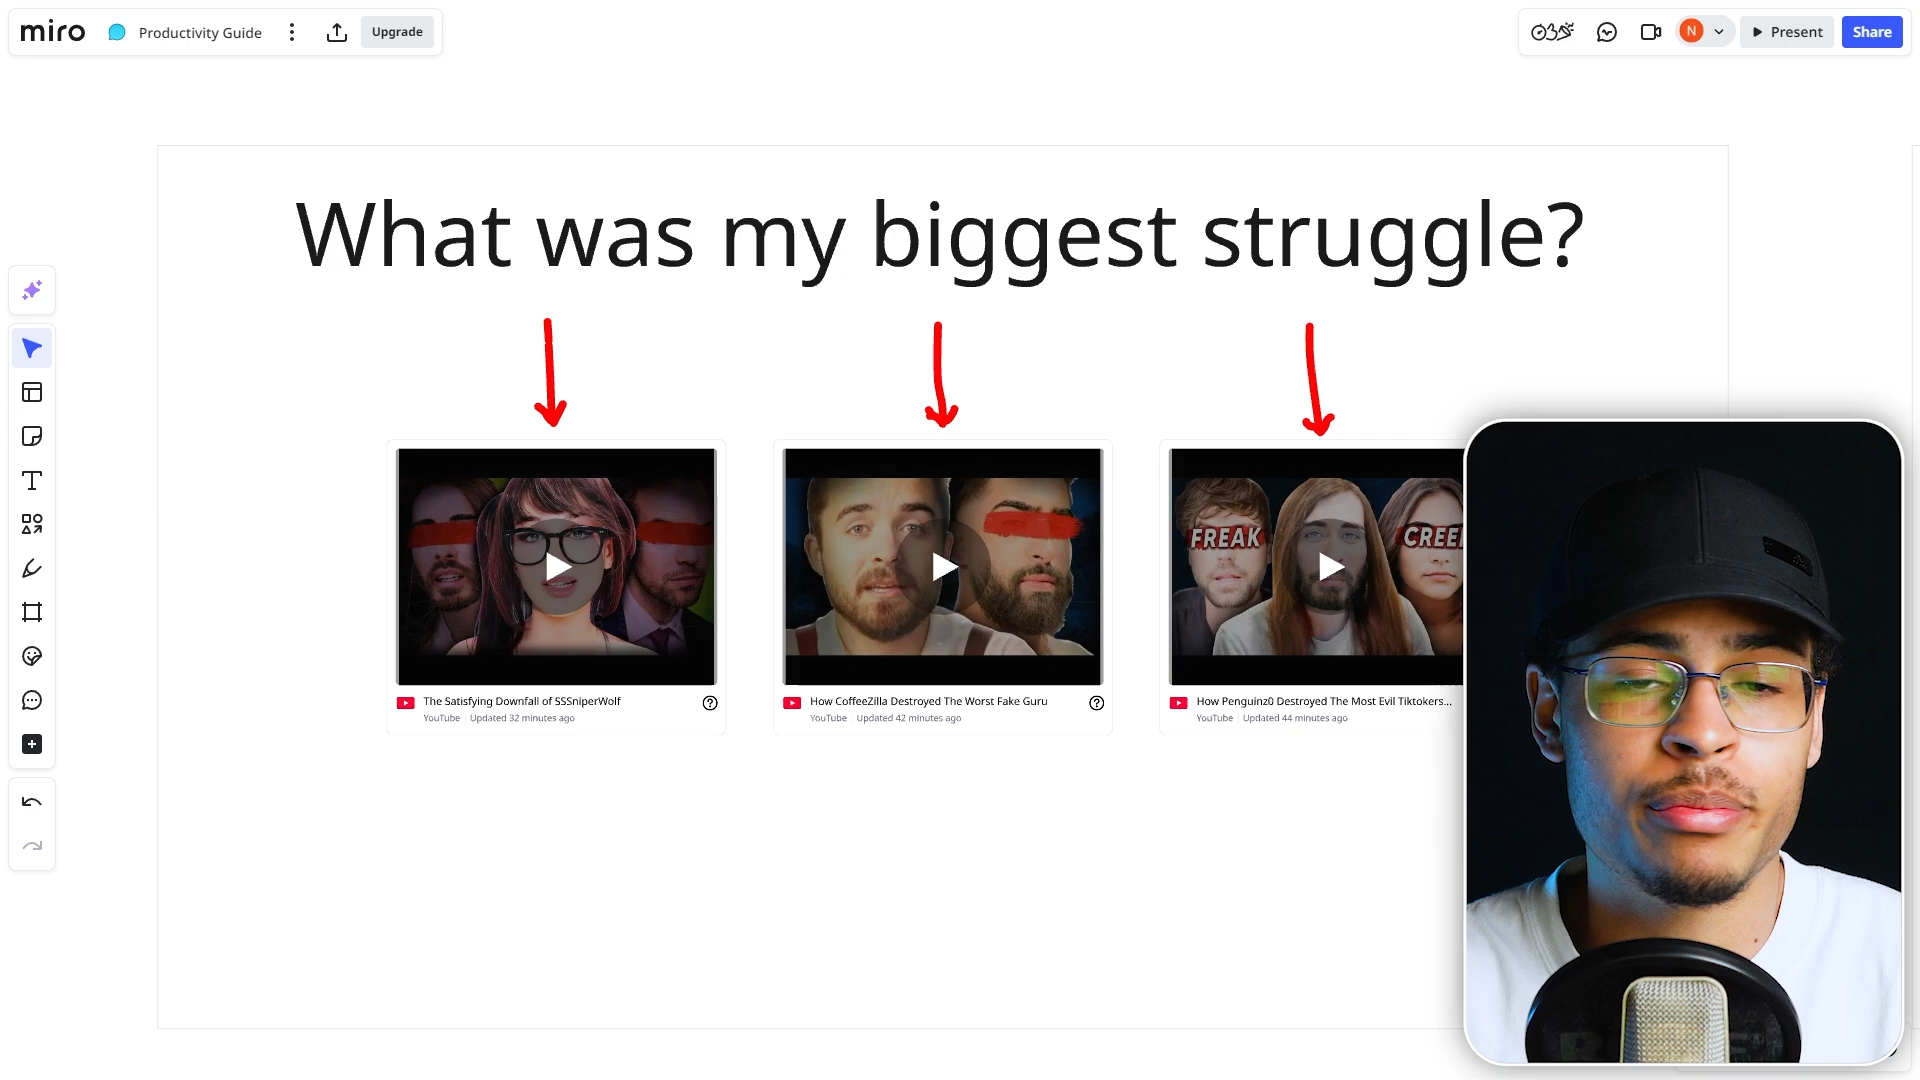 miro
Productivity Guide
Upgrade
N
Present
Share
What was my biggest struggle?
FREAK
The Satisfying Downfall of SSSniperWolf
YouTube Updated 32 minutes ago
How CoffeeZilla Destroyed The Worst Fake Guru
YouTube Updated 42 minutes ago
How Penguinz0 Destroyed The Most Evil Tiktokers...
YouTube Updated 44 minutes ago